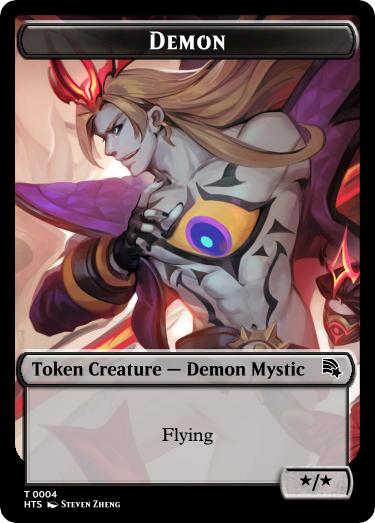 Demon
Token Creature — Demon Mystic
Flying
★/★
T 0004
HTS Steven Zheng